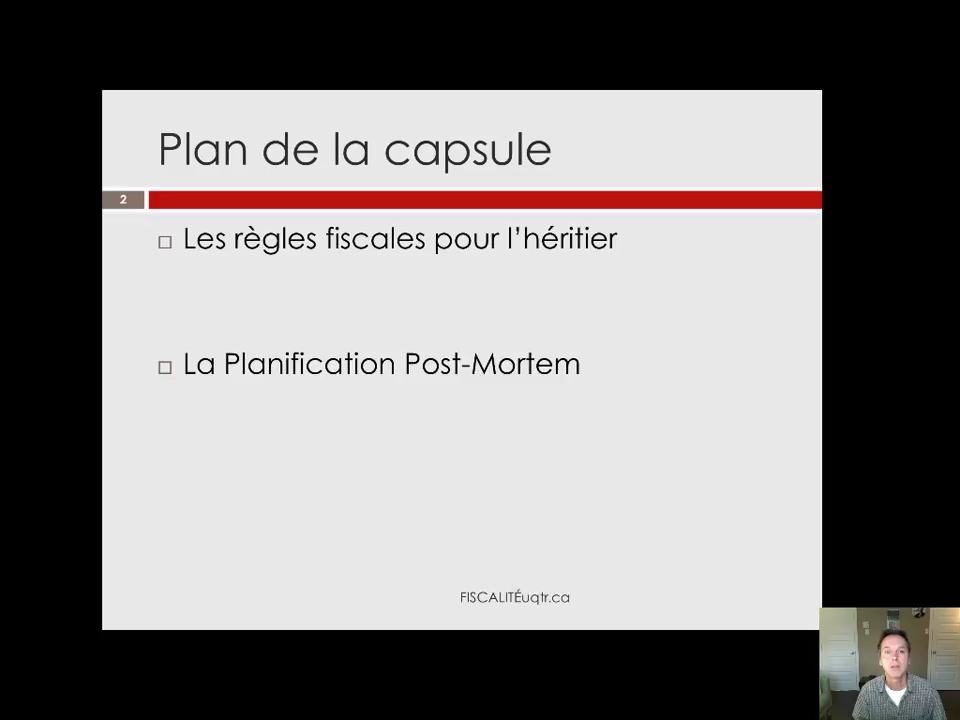 Plan de la capsule
2
Les règles fiscales pour l’héritier
La Planification Post-Mortem
FISCALITÉuqtr.ca